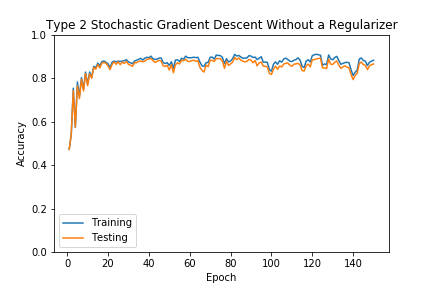 Type 2 Stochastic Gradient Descent Without a Regularizer
1.0
0.8
0.6
0.4
0.2
0.0
Accuracy
Training
Testing
0 20 40 60 80 100 120 140
Epoch